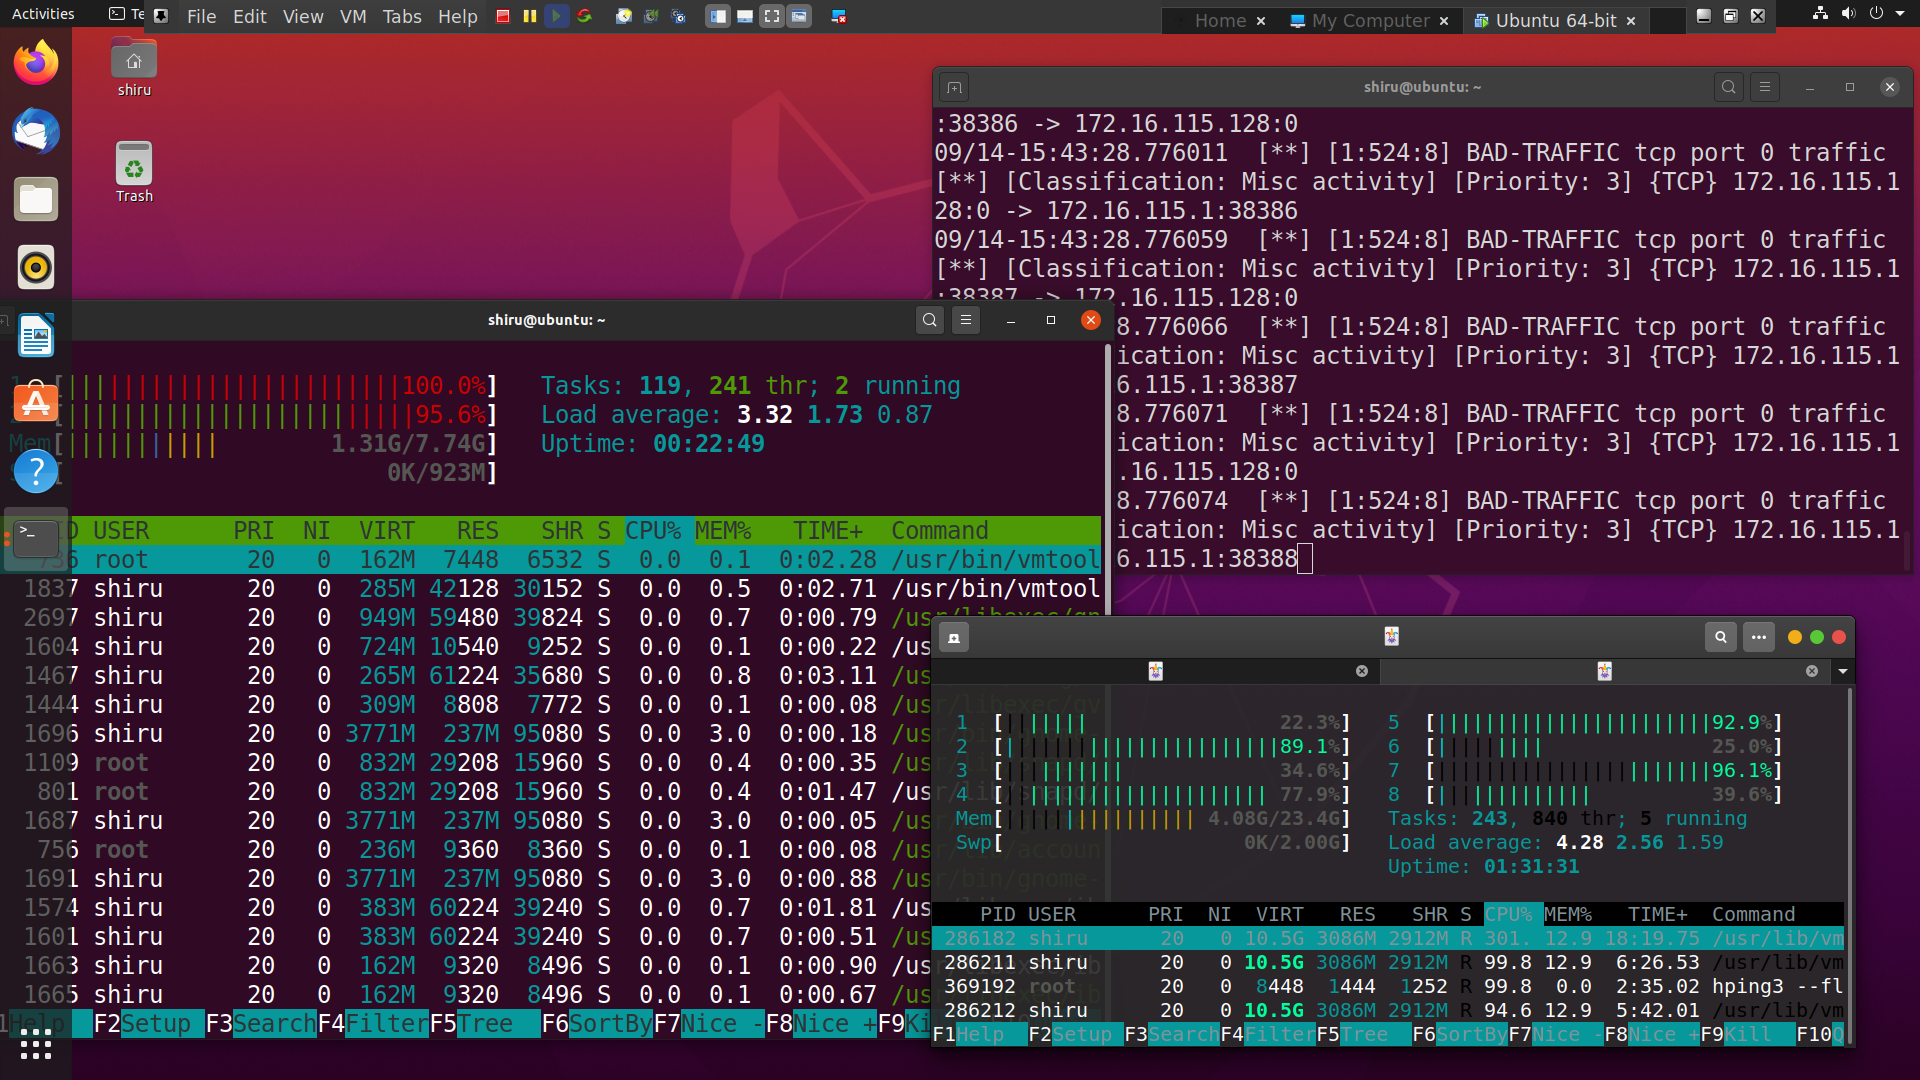 Activities
Te
File Edit View VM Tabs Help
Home × My Computer × Ubuntu 64-bit ×
shiru
Trash
shiru@ubuntu: ~
:38386 -> 172.16.115.128:0
09/14-15:43:28.776011  [**] [1:524:8] BAD-TRAFFIC tcp port 0 traffic
[**] [Classification: Misc activity] [Priority: 3] {TCP} 172.16.115.1
28:0 -> 172.16.115.1:38386
09/14-15:43:28.776059  [**] [1:524:8] BAD-TRAFFIC tcp port 0 traffic
[**] [Classification: Misc activity] [Priority: 3] {TCP} 172.16.115.1
:38387 -> 172.16.115.128:0
8.776066  [**] [1:524:8] BAD-TRAFFIC tcp port 0 traffic
ication: Misc activity] [Priority: 3] {TCP} 172.16.115.1
6.115.1:38387
8.776071  [**] [1:524:8] BAD-TRAFFIC tcp port 0 traffic
ication: Misc activity] [Priority: 3] {TCP} 172.16.115.1
.16.115.128:0
8.776074  [**] [1:524:8] BAD-TRAFFIC tcp port 0 traffic
ication: Misc activity] [Priority: 3] {TCP} 172.16.115.1
6.115.1:38388
shiru@ubuntu: ~
[100.0%] Tasks: 119, 241 thr; 2 running
[95.6%] Load average: 3.32 1.73 0.87
Mem[1.31G/7.74G] Uptime: 00:22:49
[0K/923M]
D USER PRI NI VIRT RES SHR S CPU% MEM% TIME+ Command
736 root 20 0 162M 7448 6532 S 0.0 0.1 0:02.28 /usr/bin/vmtool
1837 shiru 20 0 285M 42128 30152 S 0.0 0.5 0:02.71 /usr/bin/vmtool
2697 shiru 20 0 949M 59480 39824 S 0.0 0.7 0:00.79 /usr/libexec/gn
1604 shiru 20 0 724M 10540 9252 S 0.0 0.1 0:00.22 /us
1467 shiru 20 0 265M 61224 35680 S 0.0 0.8 0:03.11 /us
1444 shiru 20 0 309M 8808 7772 S 0.0 0.1 0:00.08 /us
1696 shiru 20 0 3771M 237M 95080 S 0.0 3.0 0:00.18 /us
1109 root 20 0 832M 29208 15960 S 0.0 0.4 0:00.35 /us
801 root 20 0 832M 29208 15960 S 0.0 0.4 0:01.47 /us
1687 shiru 20 0 3771M 237M 95080 S 0.0 3.0 0:00.05 /us
756 root 20 0 236M 9360 8360 S 0.0 0.1 0:00.08 /us
1691 shiru 20 0 3771M 237M 95080 S 0.0 3.0 0:00.88 /us
1574 shiru 20 0 383M 60224 39240 S 0.0 0.7 0:01.81 /us
1601 shiru 20 0 383M 60224 39240 S 0.0 0.7 0:00.51 /us
1663 shiru 20 0 162M 9320 8496 S 0.0 0.1 0:00.90 /us
1665 shiru 20 0 162M 9320 8496 S 0.0 0.1 0:00.67 /us
Help F2Setup F3SearchF4FilterF5Tree F6SortByF7Nice -F8Nice +F9Ki
1 [22.3%] 5 [92.9%]
2 [89.1%] 6 [25.0%]
3 [34.6%] 7 [96.1%]
4 [77.9%] 8 [39.6%]
Mem[4.08G/23.4G] Tasks: 243, 840 thr; 5 running
Swp[0K/2.00G] Load average: 4.28 2.56 1.59
Uptime: 01:31:31
PID USER PRI NI VIRT RES SHR S CPU% MEM% TIME+ Command
286182 shiru 20 0 10.5G 3086M 2912M R 301. 12.9 18:19.75 /usr/lib/vm
286211 shiru 20 0 10.5G 3086M 2912M R 99.8 12.9 6:26.53 /usr/lib/vm
369192 root 20 0 8448 1444 1252 R 99.8 0.0 2:35.02 hping3 --fl
286212 shiru 20 0 10.5G 3086M 2912M R 94.6 12.9 5:42.01 /usr/lib/vm
F1Help F2Setup F3SearchF4FilterF5Tree F6SortByF7Nice -F8Nice +F9Kill F10Q